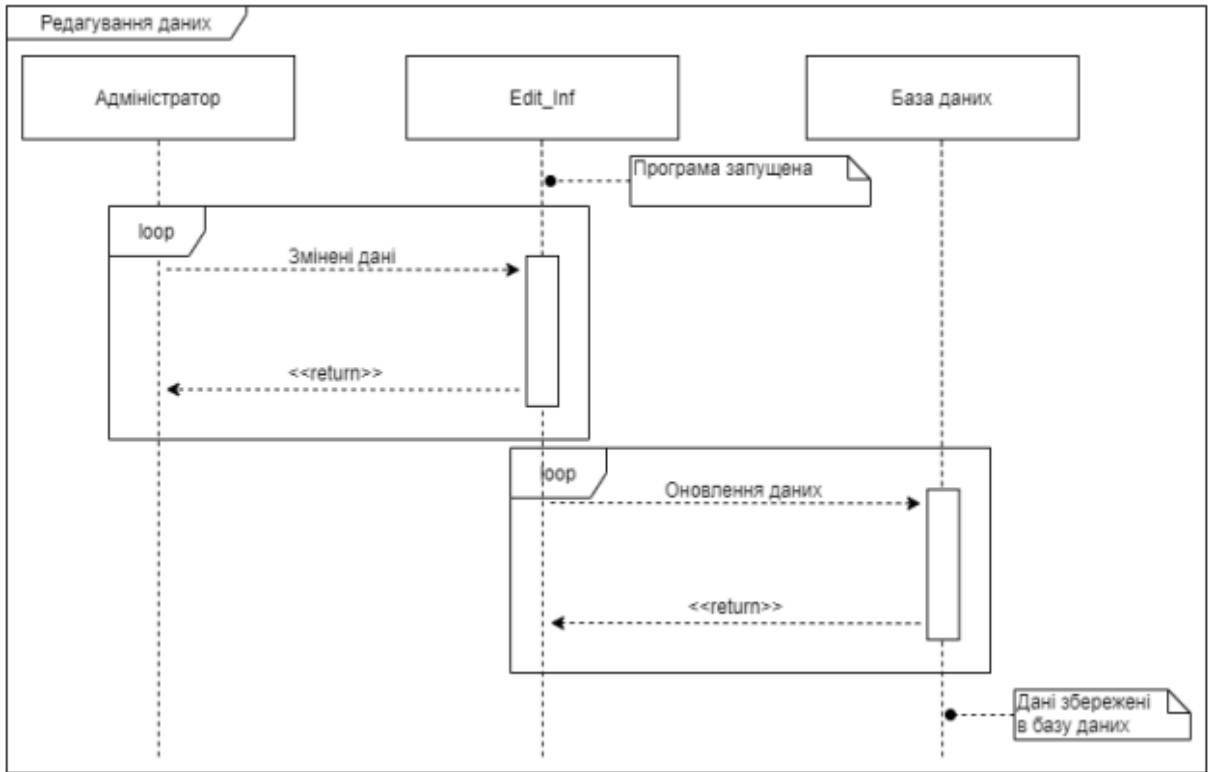 Редагування даних
Адміністратор
Edit_Inf
База даних
Програма запущена
loop
Змінені дані
<<return>>
loop
Оновлення даних
<<return>>
Дані збережені
в базу даних